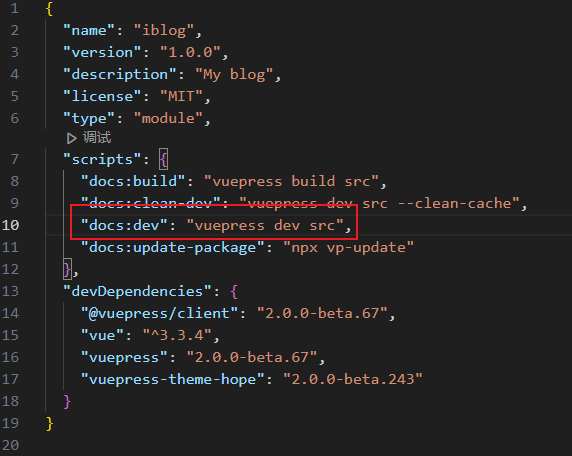 1 {
2 "name": "iblog",
3 "version": "1.0.0",
4 "description": "My blog",
5 "license": "MIT",
6 "type": "module",
调试
7 "scripts": {
8 "docs:build": "vuepress build src",
9 "docs:clean-dev": "vuepress dev src --clean-cache",
10 "docs:dev": "vuepress dev src",
11 "docs:update-package": "npx vp-update"
12 },
13 "devDependencies": {
14 "@vuepress/client": "2.0.0-beta.67",
15 "vue": "^3.3.4",
16 "vuepress": "2.0.0-beta.67",
17 "vuepress-theme-hope": "2.0.0-beta.243"
18 }
19 }
20